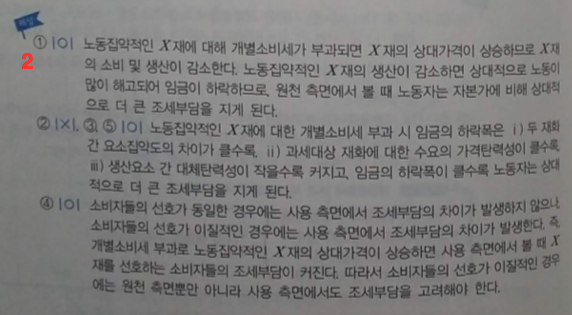 해설
① |O| 노동집약적인 X재에 대해 개별소비세가 부과되면 X재의 상대가격이 상승하므로 X재
2
의 소비 및 생산이 감소한다. 노동집약적인 X재의 생산이 감소하면 상대적으로 노동이
많이 해고되어 임금이 하락하므로, 원천 측면에서 볼 때 노동자는 자본가에 비해 상대적
으로 더 큰 조세부담을 지게 된다.
② |X|, ③, ⑤ |O| 노동집약적인 X재에 대한 개별소비세 부과 시 임금의 하락폭은 ⅰ) 두 재화
간 요소집약도의 차이가 클수록, ⅱ) 과세대상 재화에 대한 수요의 가격탄력성이 클수록,
ⅲ) 생산요소 간 대체탄력성이 작을수록 커지고, 임금의 하락폭이 클수록 노동자는 상대
적으로 더 큰 조세부담을 지게 된다.
④ |O| 소비자들의 선호가 동일한 경우에는 사용 측면에서 조세부담의 차이가 발생하지 않으나,
소비자들의 선호가 이질적인 경우에는 사용 측면에서 조세부담의 차이가 발생한다. 즉,
개별소비세 부과로 노동집약적인 X재의 상대가격이 상승하면 사용 측면에서 볼 때 X
재를 선호하는 소비자들의 조세부담이 커진다. 따라서 소비자들의 선호가 이질적인 경우
에는 원천 측면뿐만 아니라 사용 측면에서도 조세부담을 고려해야 한다.